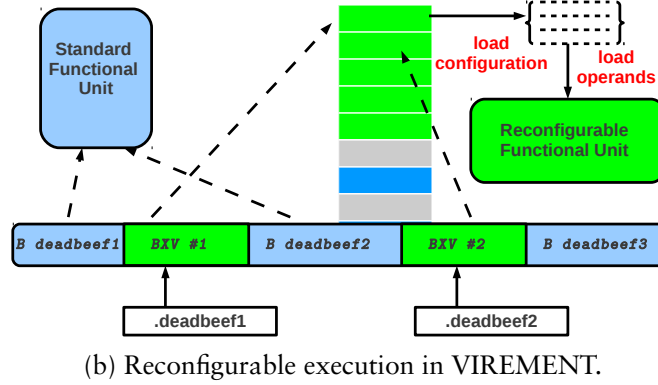 Standard
Functional
Unit
load
configuration
load
operands
Reconfigurable
Functional Unit
B deadbeef1
BXV #1
B deadbeef2
BXV #2
B deadbeef3
.deadbeef1
.deadbeef2
(b) Reconfigurable execution in VIREMENT.